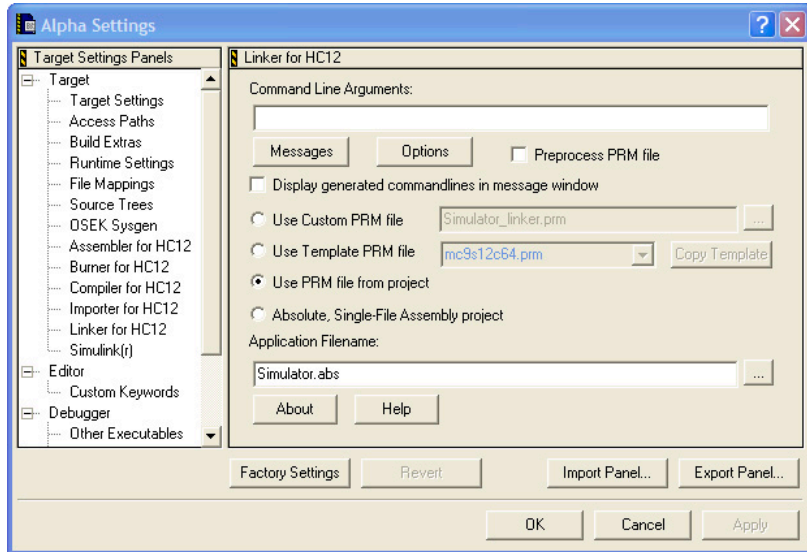 Alpha Settings
Target Settings Panels
Target
Target Settings
Access Paths
Build Extras
Runtime Settings
File Mappings
Source Trees
OSEK Sysgen
Assembler for HC12
Burner for HC12
Compiler for HC12
Importer for HC12
Linker for HC12
Simulink(r)
Editor
Custom Keywords
Debugger
Other Executables
Linker for HC12
Command Line Arguments:
Messages
Options
Preprocess PRM file
Display generated commandlines in message window
Use Custom PRM file
Simulator_linker.prm
...
Use Template PRM file
mc9s12c64.prm
Copy Template
Use PRM file from project
Absolute, Single-File Assembly project
Application Filename:
Simulator.abs
...
About
Help
Factory Settings
Revert
Import Panel...
Export Panel...
OK
Cancel
Apply